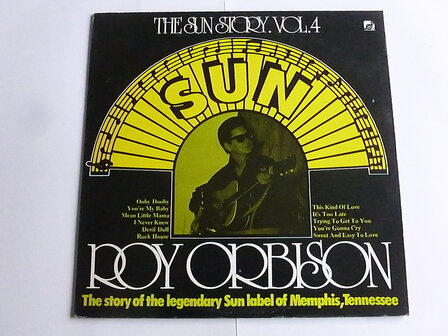 THE SUN STORY. VOL.4
SUN
Ooby Dooby
You're My Baby
Mean Little Mama
I Never Knew
Devil Doll
Rock House
This Kind Of Love
It's Too Late
Trying To Get To You
You're Gonna Cry
Sweet And Easy To Love
ROY ORBISON
The story of the legendary Sun label of Memphis,Tennessee